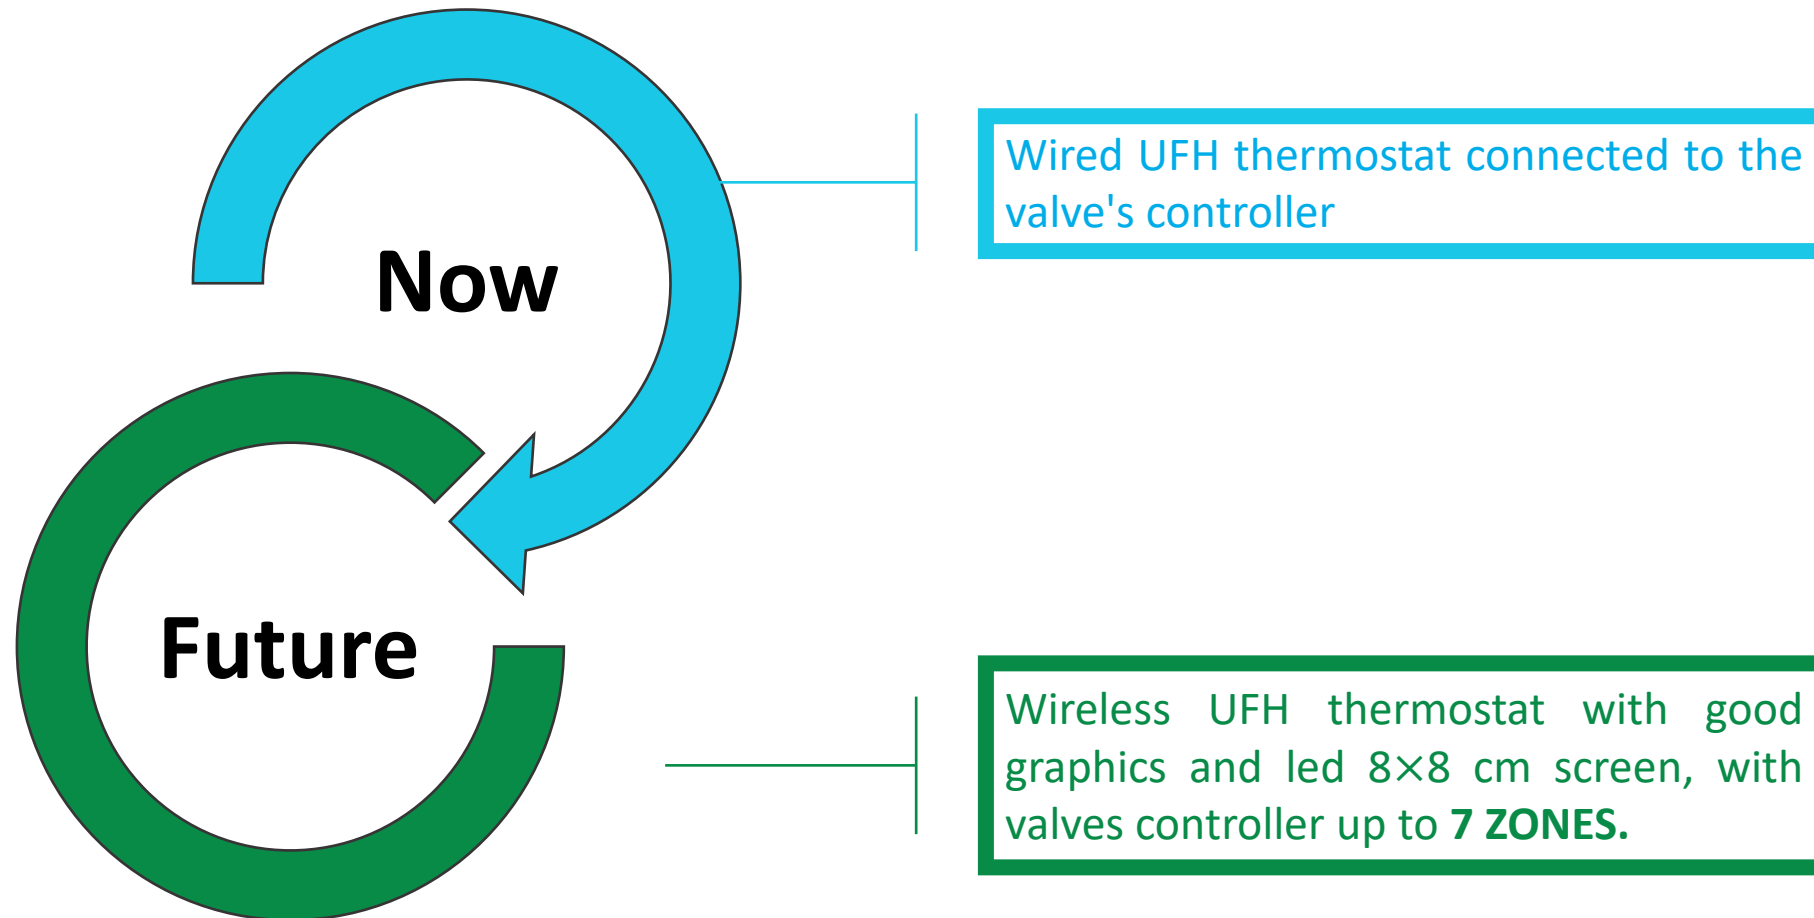 Now
Wired UFH thermostat connected to the
valve's controller
Future
Wireless UFH thermostat with good
graphics and led 8×8 cm screen, with
valves controller up to 7 ZONES.